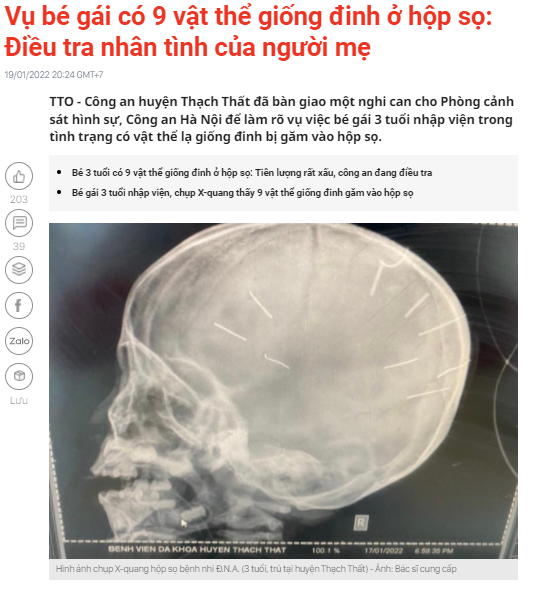 Vụ bé gái có 9 vật thể giống đinh ở hộp sọ:
Điều tra nhân tình của người mẹ
19/01/2022 20:24 GMT+7
TTO - Công an huyện Thạch Thất đã bàn giao một nghi can cho Phòng cảnh
sát hình sự, Công an Hà Nội để làm rõ vụ việc bé gái 3 tuổi nhập viện trong
tình trạng có vật thể lạ giống đinh bị găm vào hộp sọ.
Bé 3 tuổi có 9 vật thể giống đinh ở hộp sọ: Tiên lượng rất xấu, công an đang điều tra
Bé gái 3 tuổi nhập viện, chụp X-quang thấy 9 vật thể giống đinh găm vào hộp sọ
203
39
f
Zalo
Lưu
R
BENH VIEN DA KHOA HUYEN THACH THAT 100.1 % 17/01/2022 6:58:35 PM
Hình ảnh chụp X-quang hộp sọ bệnh nhi Đ.N.A. (3 tuổi, trú tại huyện Thạch Thất) - Ảnh: Bác sĩ cung cấp